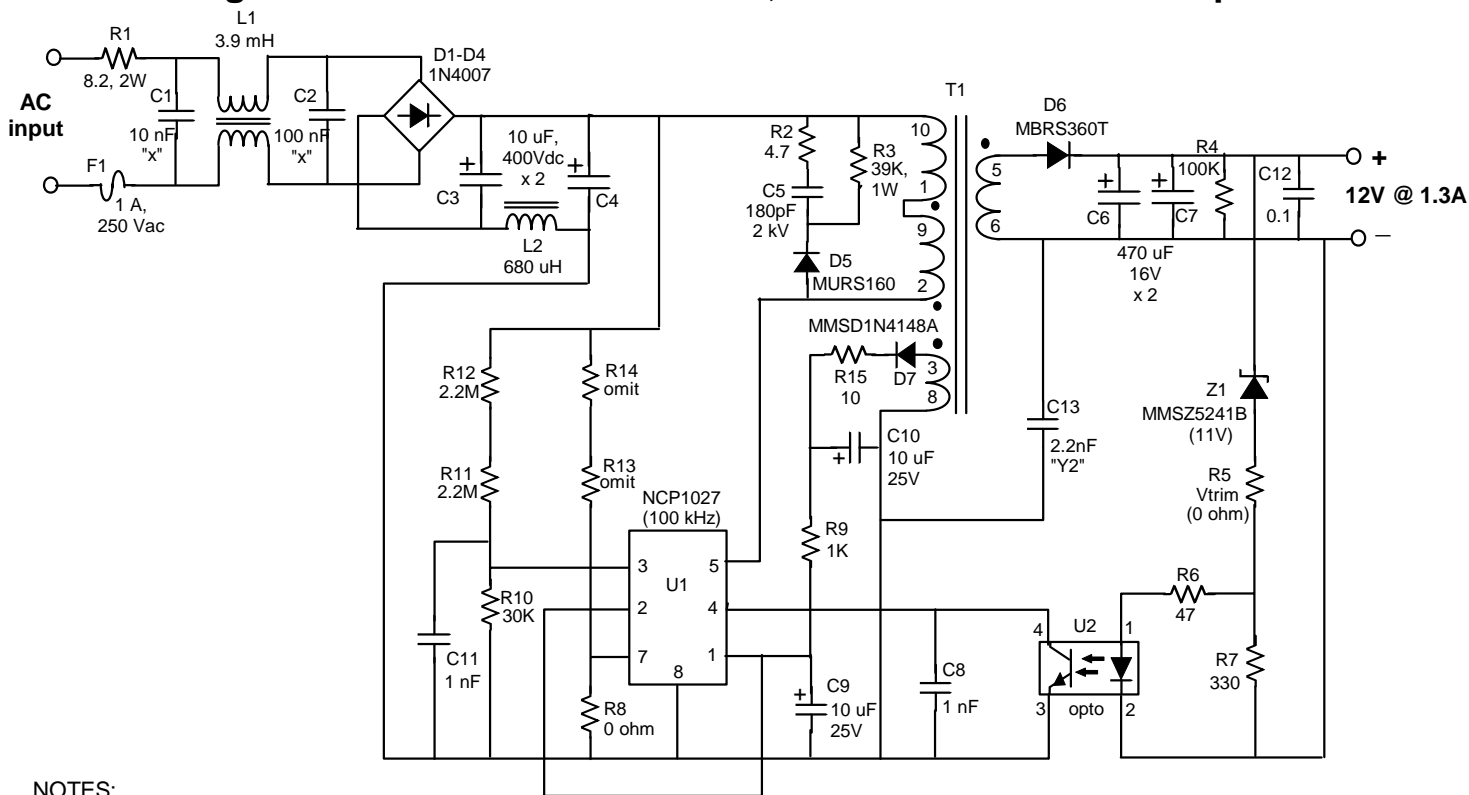 L1
3.9 mH
R1
8.2, 2W
AC
input
F1
1 A,
250 Vac
C1
10 nF
"x"
C2
100 nF
"x"
D1-D4
1N4007
10 uF,
400Vdc
x 2
C3
C4
L2
680 uH
R2
4.7
R3
39K,
1W
C5
180pF
2 kV
D5
MURS160
T1
10
1
9
2
3
8
5
6
D6
MBRS360T
R4
100K
C12
0.1
+
12V @ 1.3A
–
+
+
+
+
C6
C7
470 uF
16V
x 2
MMSD1N4148A
R15
10
D7
C10
10 uF
25V
+
C13
2.2nF
"Y2"
Z1
MMSZ5241B
(11V)
R5
Vtrim
(0 ohm)
R12
2.2M
R14
omit
R11
2.2M
R13
omit
NCP1027
(100 kHz)
U1
3
2
7
8
5
4
1
R9
1K
R10
30K
C11
1 nF
R8
0 ohm
+
C9
10 uF
25V
C8
1 nF
U2
4
3
1
2
opto
R6
47
R7
330
NOTES: